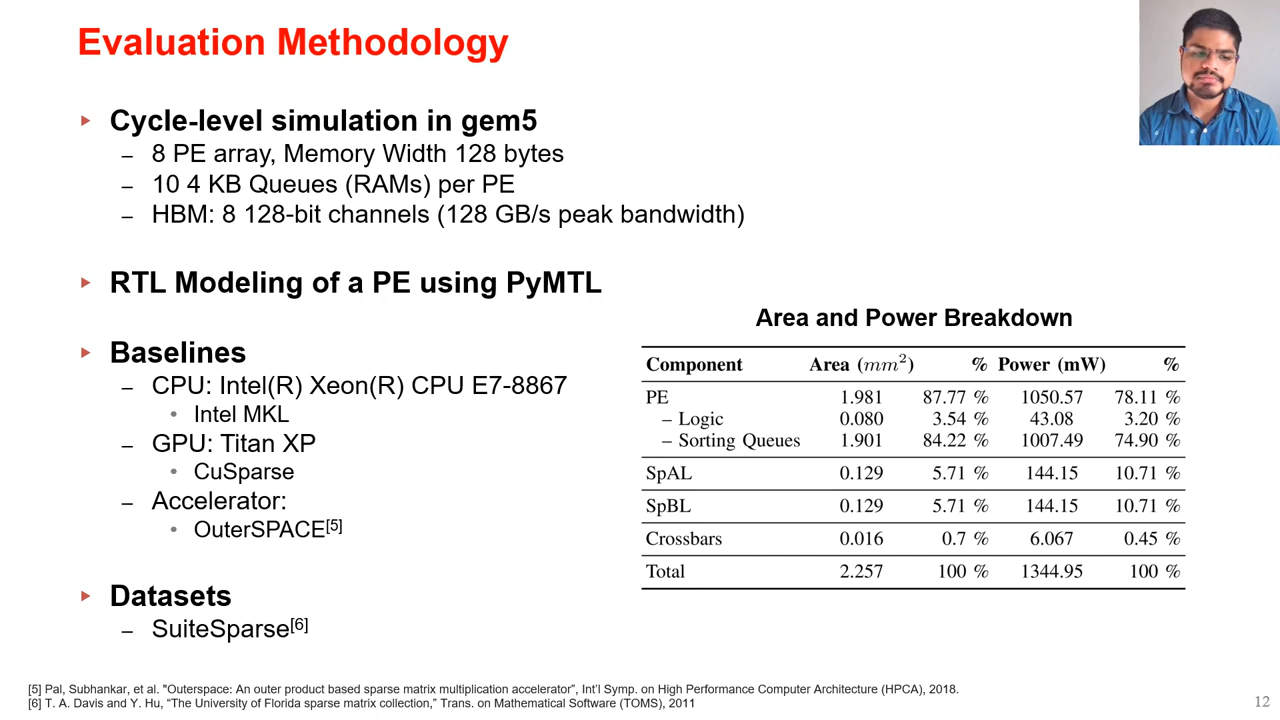 Evaluation Methodology
▸ Cycle-level simulation in gem5
– 8 PE array, Memory Width 128 bytes
– 10 4 KB Queues (RAMs) per PE
– HBM: 8 128-bit channels (128 GB/s peak bandwidth)
▸ RTL Modeling of a PE using PyMTL
▸ Baselines
– CPU: Intel(R) Xeon(R) CPU E7-8867
• Intel MKL
– GPU: Titan XP
• CuSparse
– Accelerator:
• OuterSPACE[5]
▸ Datasets
– SuiteSparse[6]
Area and Power Breakdown
Component Area (mm²) % Power (mW) %
PE 1.981 87.77 % 1050.57 78.11 %
– Logic 0.080 3.54 % 43.08 3.20 %
– Sorting Queues 1.901 84.22 % 1007.49 74.90 %
SpAL 0.129 5.71 % 144.15 10.71 %
SpBL 0.129 5.71 % 144.15 10.71 %
Crossbars 0.016 0.7 % 6.067 0.45 %
Total 2.257 100 % 1344.95 100 %
[5] Pal, Subhankar, et al. "Outerspace: An outer product based sparse matrix multiplication accelerator", Int'l Symp. on High Performance Computer Architecture (HPCA), 2018.
[6] T. A. Davis and Y. Hu, "The University of Florida sparse matrix collection," Trans. on Mathematical Software (TOMS), 2011
12